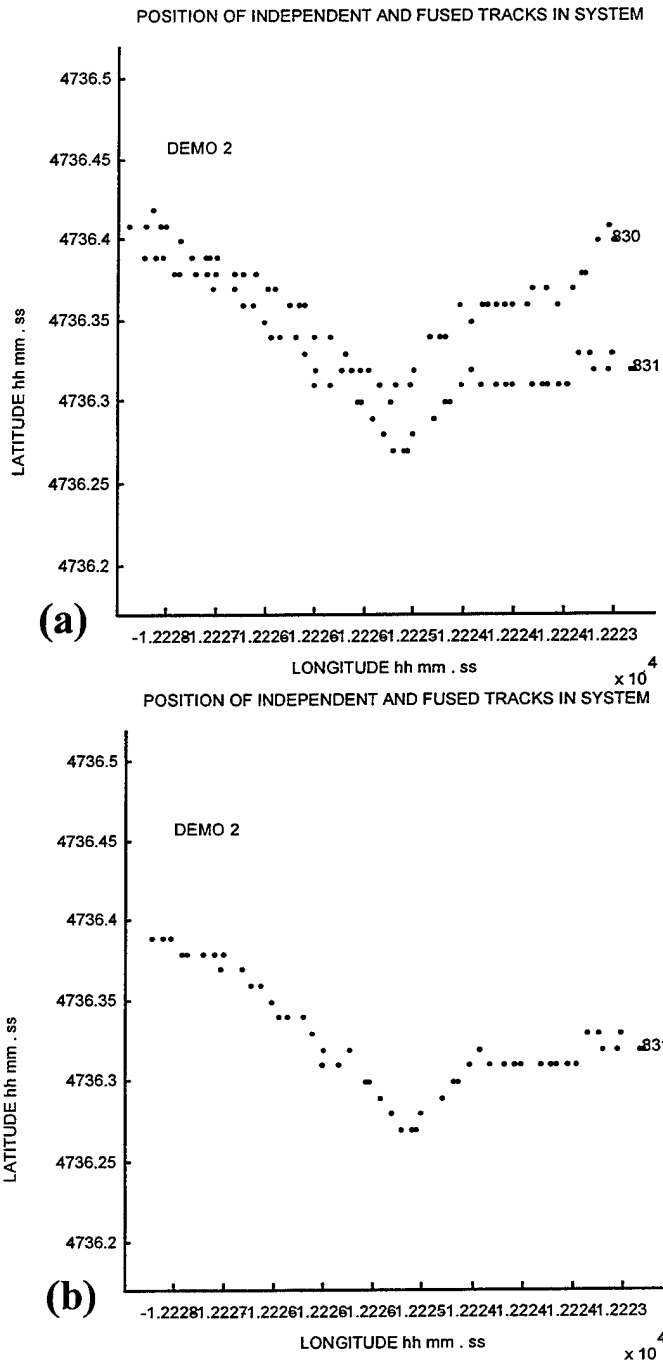 POSITION OF INDEPENDENT AND FUSED TRACKS IN SYSTEM
4736.5
DEMO 2
4736.45
4736.4
830
4736.35
831
4736.3
4736.25
4736.2
LATITUDE hh mm . ss
(a)
-1.22281.22271.22261.22261.22261.22251.22241.22241.22241.2223
LONGITUDE hh mm . ss
x 10 4
POSITION OF INDEPENDENT AND FUSED TRACKS IN SYSTEM
4736.5
DEMO 2
4736.45
4736.4
4736.35
831
4736.3
4736.25
4736.2
LATITUDE hh mm . ss
(b)
-1.22281.22271.22261.22261.22261.22251.22241.22241.22241.2223
LONGITUDE hh mm . ss
x 10 4